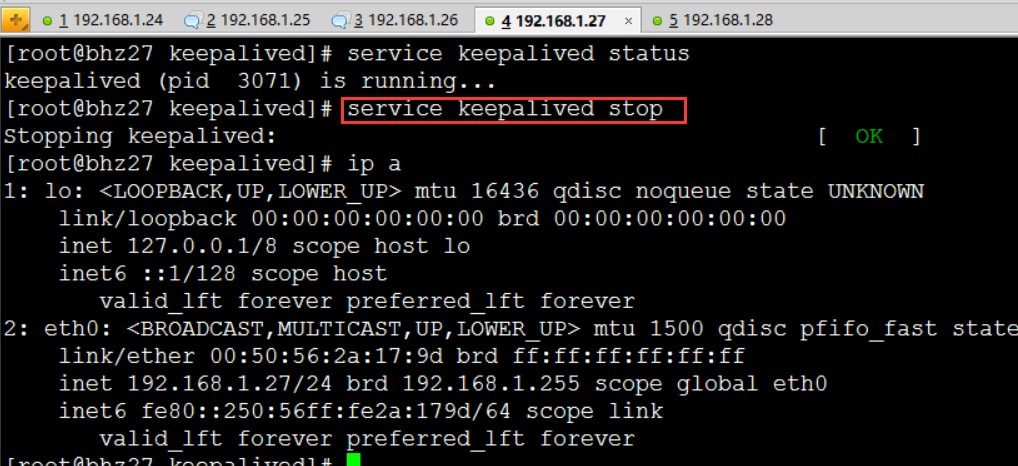 1 192.168.1.24 2 192.168.1.25 3 192.168.1.26 4 192.168.1.27 × 5 192.168.1.28
[root@bhz27 keepalived]# service keepalived status
keepalived (pid  3071) is running...
[root@bhz27 keepalived]# service keepalived stop
Stopping keepalived:                                       [  OK  ]
[root@bhz27 keepalived]# ip a
1: lo: <LOOPBACK,UP,LOWER_UP> mtu 16436 qdisc noqueue state UNKNOWN
    link/loopback 00:00:00:00:00:00 brd 00:00:00:00:00:00
    inet 127.0.0.1/8 scope host lo
    inet6 ::1/128 scope host
       valid_lft forever preferred_lft forever
2: eth0: <BROADCAST,MULTICAST,UP,LOWER_UP> mtu 1500 qdisc pfifo_fast state
    link/ether 00:50:56:2a:17:9d brd ff:ff:ff:ff:ff:ff
    inet 192.168.1.27/24 brd 192.168.1.255 scope global eth0
    inet6 fe80::250:56ff:fe2a:179d/64 scope link
       valid_lft forever preferred_lft forever
[root@bhz27 keepalived]#